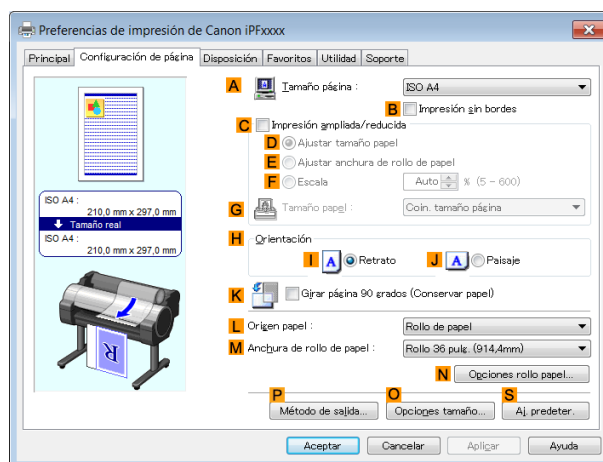 Preferencias de impresión de Canon iPFxxxx
Principal Configuración de página Disposición Favoritos Utilidad Soporte
A Tamaño página : ISO A4
B Impresión sin bordes
C Impresión ampliada/reducida
D Ajustar tamaño papel
E Ajustar anchura de rollo de papel
F Escala Auto % (5 - 600)
G Tamaño papel : Coin. tamaño página
ISO A4 :
210,0 mm x 297,0 mm
Tamaño real
ISO A4 :
210,0 mm x 297,0 mm
H Orientación
I A Retrato J A Paisaje
K Girar página 90 grados (Conservar papel)
L Origen papel : Rollo de papel
M Anchura de rollo de papel : Rollo 36 pulg. (914,4mm)
N Opciones rollo papel...
P O S
Método de salida... Opciones tamaño... Aj. predeter.
R
Aceptar Cancelar Aplicar Ayuda